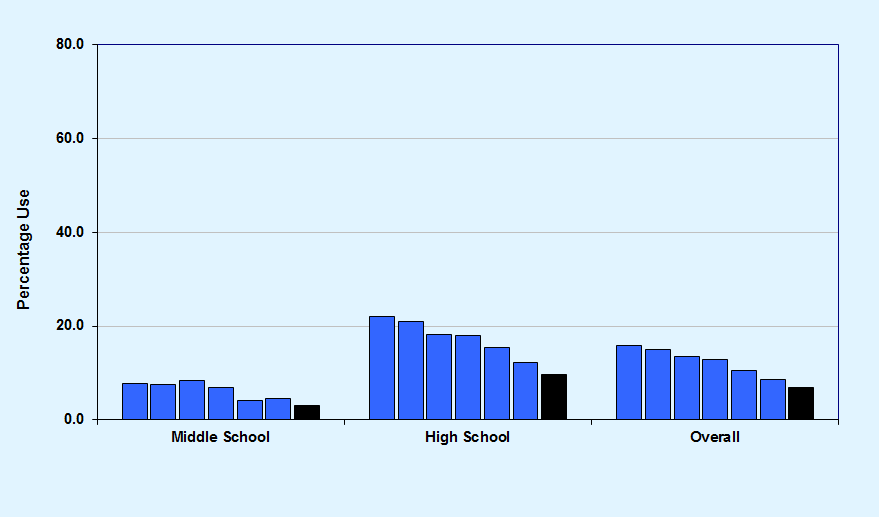 80.0
60.0
40.0
20.0
0.0
Percentage Use
Middle School
High School
Overall